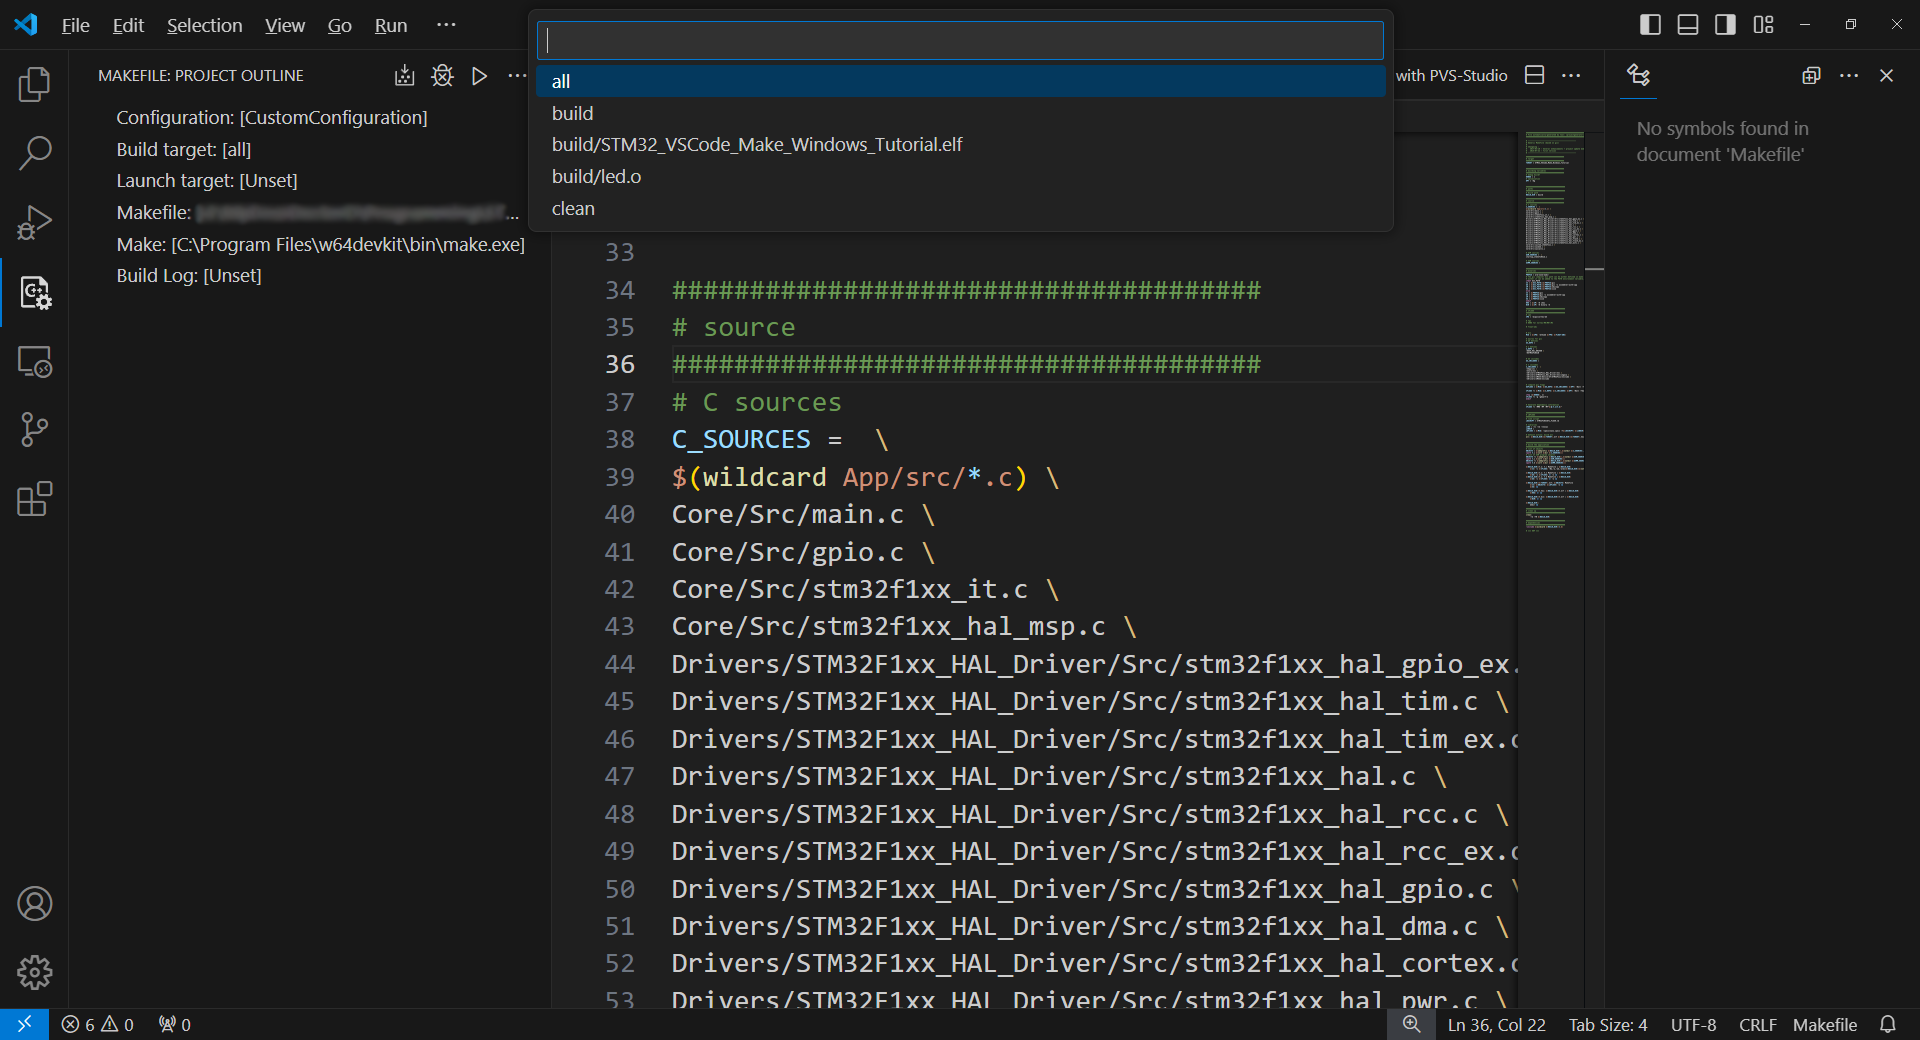 File Edit Selection View Go Run ···
MAKEFILE: PROJECT OUTLINE
Configuration: [CustomConfiguration]
Build target: [all]
Launch target: [Unset]
Makefile:
Make: [C:\Program Files\w64devkit\bin\make.exe]
Build Log: [Unset]
all
build
build/STM32_VSCode_Make_Windows_Tutorial.elf
build/led.o
clean
with PVS-Studio
33
34 ######################################
35 # source
36 ######################################
37 # C sources
38 C_SOURCES =  \
39 $(wildcard App/src/*.c) \
40 Core/Src/main.c \
41 Core/Src/gpio.c \
42 Core/Src/stm32f1xx_it.c \
43 Core/Src/stm32f1xx_hal_msp.c \
44 Drivers/STM32F1xx_HAL_Driver/Src/stm32f1xx_hal_gpio_ex.
45 Drivers/STM32F1xx_HAL_Driver/Src/stm32f1xx_hal_tim.c \
46 Drivers/STM32F1xx_HAL_Driver/Src/stm32f1xx_hal_tim_ex.c
47 Drivers/STM32F1xx_HAL_Driver/Src/stm32f1xx_hal.c \
48 Drivers/STM32F1xx_HAL_Driver/Src/stm32f1xx_hal_rcc.c \
49 Drivers/STM32F1xx_HAL_Driver/Src/stm32f1xx_hal_rcc_ex.c
50 Drivers/STM32F1xx_HAL_Driver/Src/stm32f1xx_hal_gpio.c \
51 Drivers/STM32F1xx_HAL_Driver/Src/stm32f1xx_hal_dma.c \
52 Drivers/STM32F1xx_HAL_Driver/Src/stm32f1xx_hal_cortex.c
53 Drivers/STM32F1xx_HAL_Driver/Src/stm32f1xx_hal_pwr.c \
No symbols found in
document 'Makefile'
6 0 0
Ln 36, Col 22 Tab Size: 4 UTF-8 CRLF Makefile